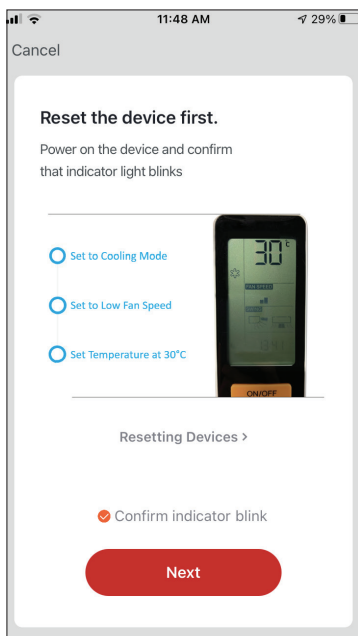 11:48 AM
29%
Cancel
Reset the device first.
Power on the device and confirm
that indicator light blinks
Set to Cooling Mode
Set to Low Fan Speed
Set Temperature at 30°C
30°c
FAN SPEED
ON/OFF
Resetting Devices >
Confirm indicator blink
Next